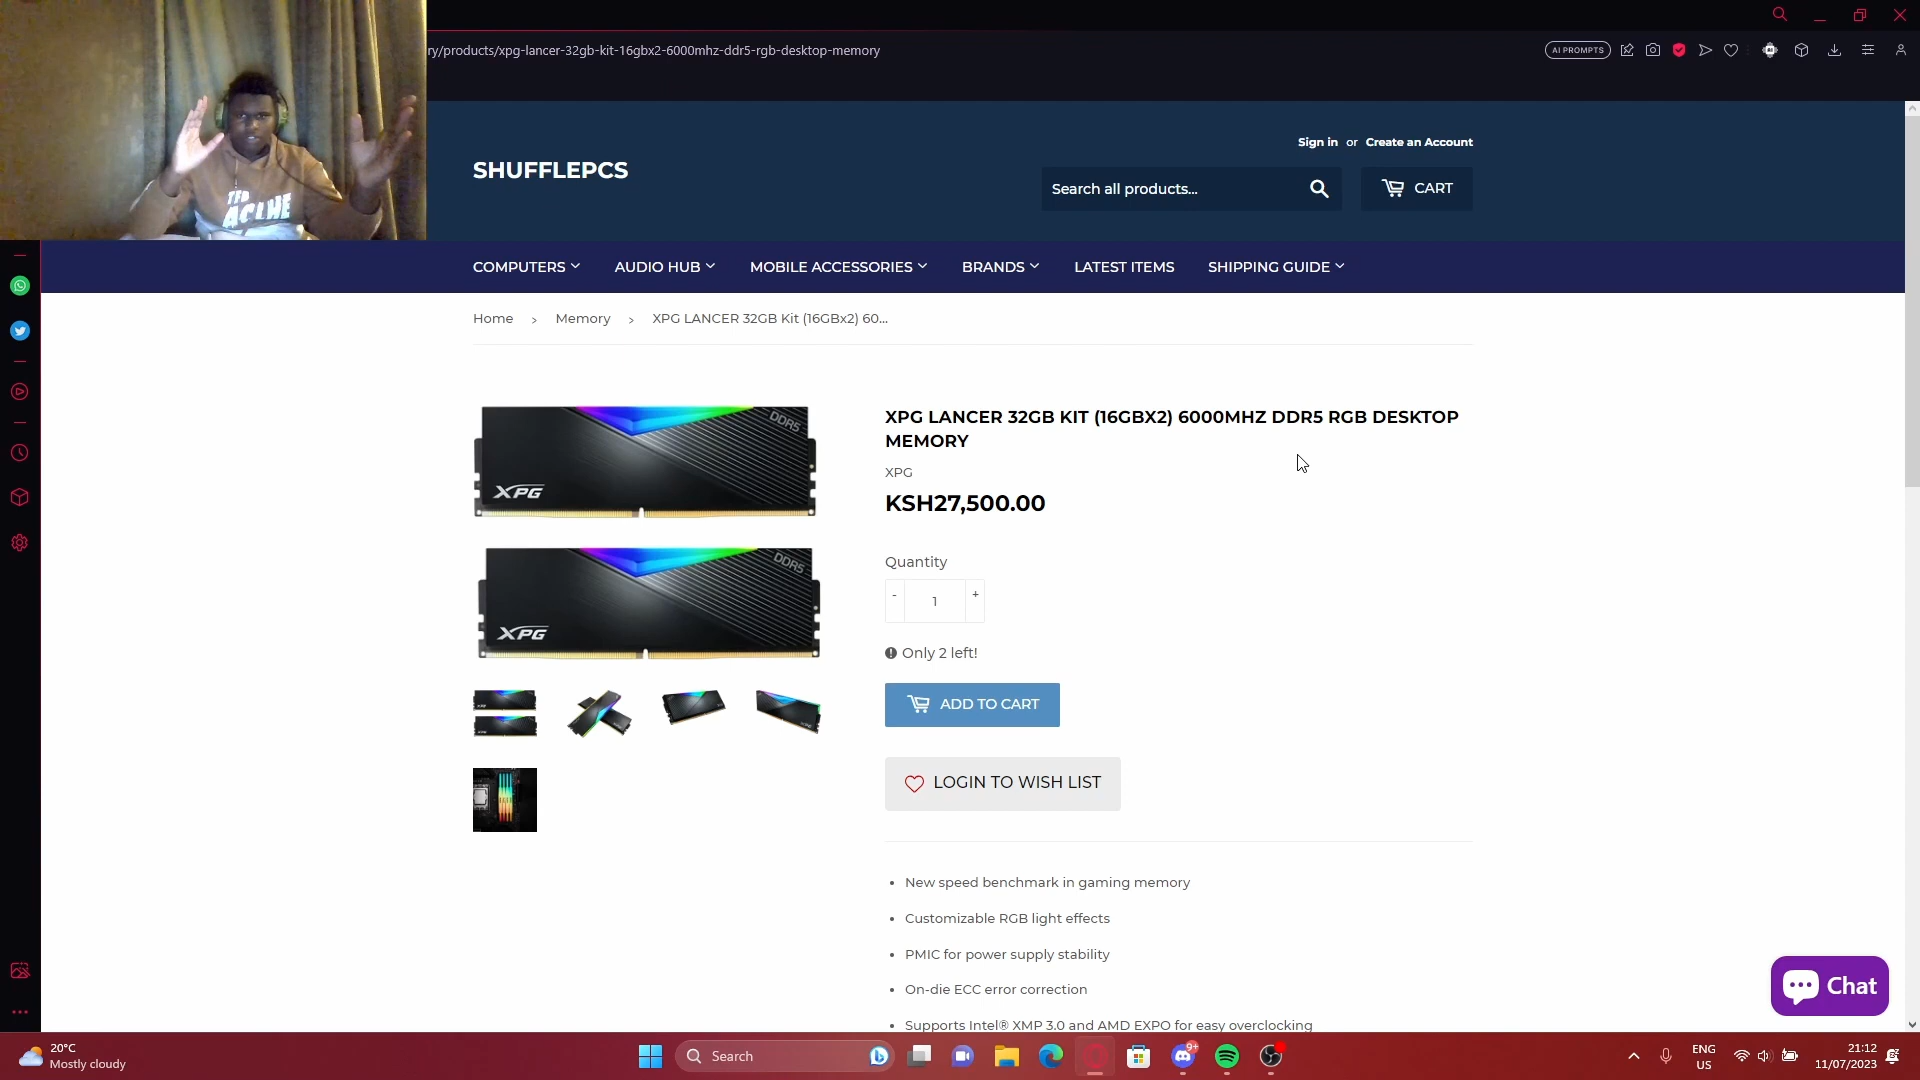 ry/products/xpg-lancer-32gb-kit-16gbx2-6000mhz-ddr5-rgb-desktop-memory
AI PROMPTS
Sign in or Create an Account
SHUFFLEPCS
Search all products...
CART
COMPUTERS
AUDIO HUB
MOBILE ACCESSORIES
BRANDS
LATEST ITEMS
SHIPPING GUIDE
Home > Memory > XPG LANCER 32GB Kit (16GBx2) 60...
DDR5
XPG
DDR5
XPG
XPG LANCER 32GB KIT (16GBX2) 6000MHZ DDR5 RGB DESKTOP
MEMORY
XPG
KSH27,500.00
Quantity
- 1 +
Only 2 left!
ADD TO CART
LOGIN TO WISH LIST
• New speed benchmark in gaming memory
• Customizable RGB light effects
• PMIC for power supply stability
• On-die ECC error correction
• Supports Intel® XMP 3.0 and AMD EXPO for easy overclocking
Chat
20°C
Mostly cloudy
Search
9+
ENG
US
21:12
11/07/2023